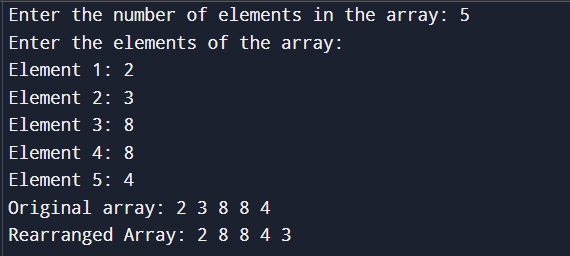 Enter the number of elements in the array: 5
Enter the elements of the array:
Element 1: 2
Element 2: 3
Element 3: 8
Element 4: 8
Element 5: 4
Original array: 2 3 8 8 4
Rearranged Array: 2 8 8 4 3